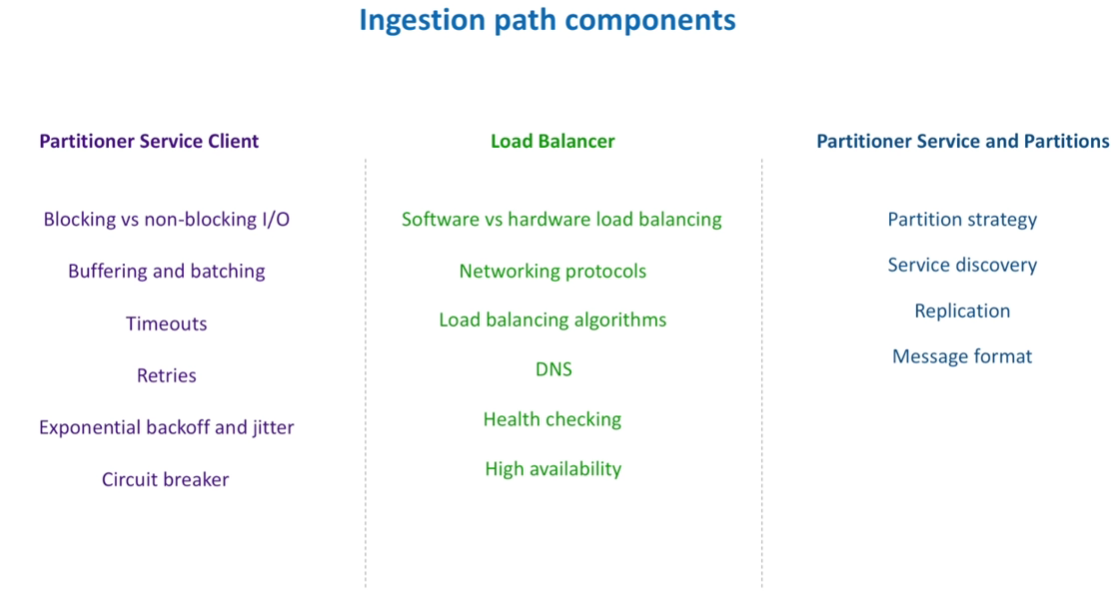 Ingestion path components
Partitioner Service Client
Blocking vs non-blocking I/O
Buffering and batching
Timeouts
Retries
Exponential backoff and jitter
Circuit breaker
Load Balancer
Software vs hardware load balancing
Networking protocols
Load balancing algorithms
DNS
Health checking
High availability
Partitioner Service and Partitions
Partition strategy
Service discovery
Replication
Message format